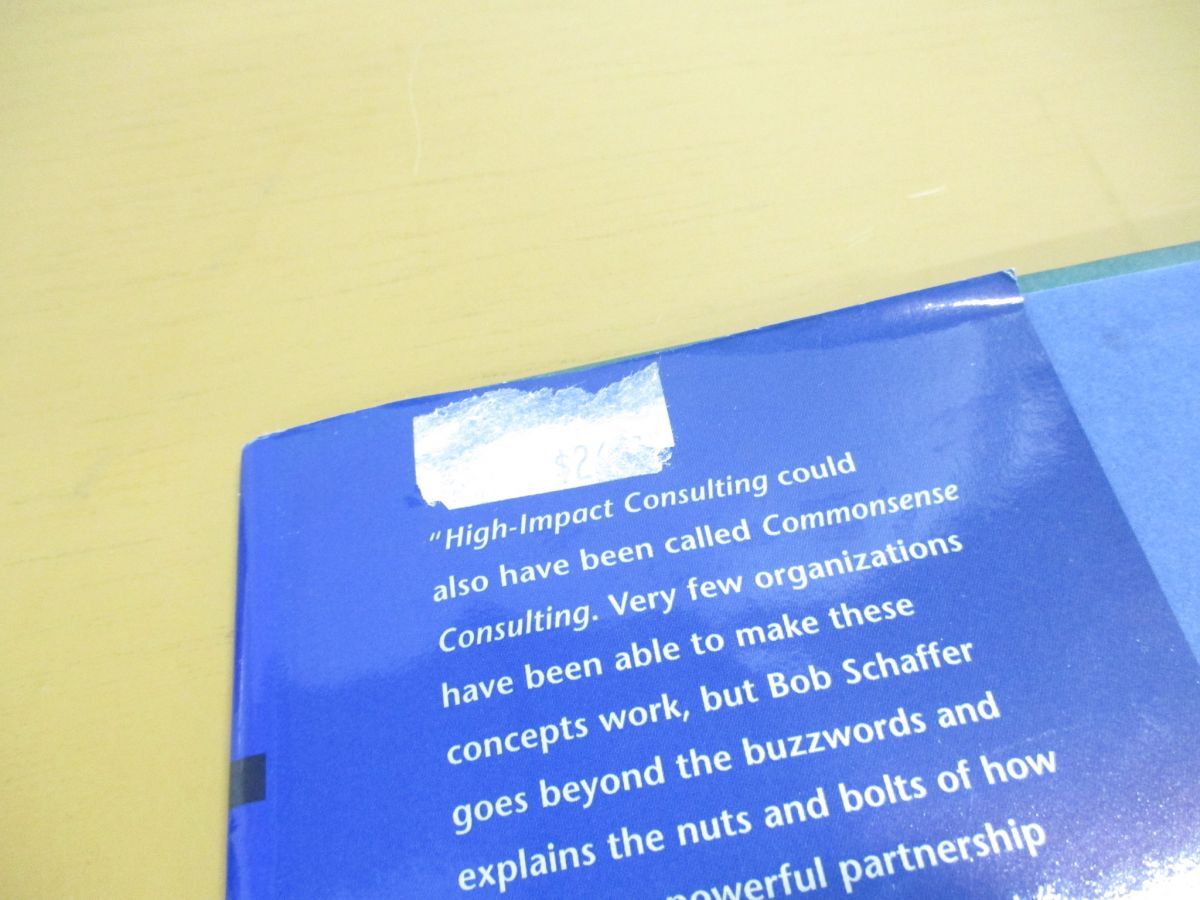 "High-Impact Consulting could
also have been called Commonsense
Consulting. Very few organizations
have been able to make these
concepts work, but Bob Schaffer
goes beyond the buzzwords and
explains the nuts and bolts of how
powerful partnership